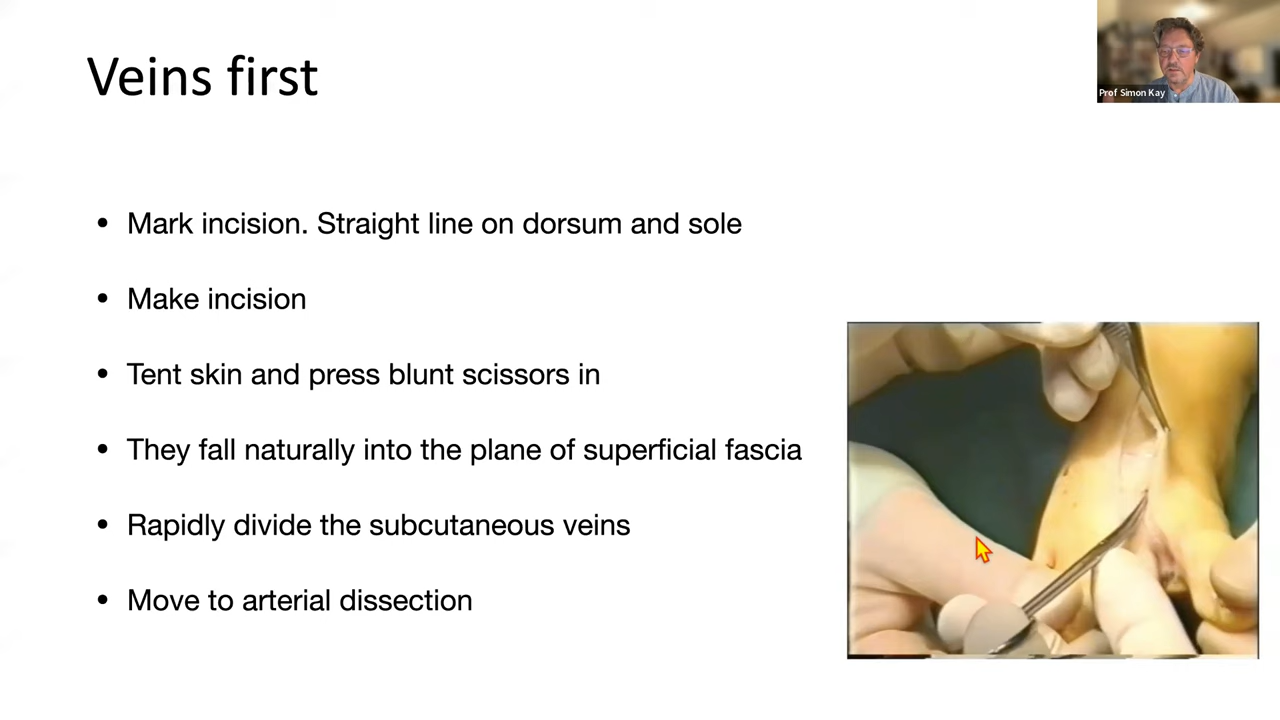 Veins first
Prof Simon Kay
• Mark incision. Straight line on dorsum and sole
• Make incision
• Tent skin and press blunt scissors in
• They fall naturally into the plane of superficial fascia
• Rapidly divide the subcutaneous veins
• Move to arterial dissection